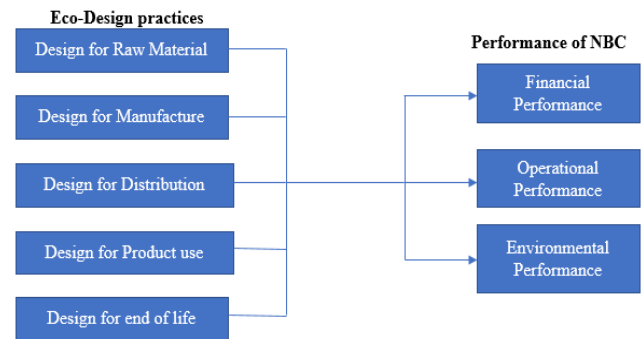 Eco-Design practices
Design for Raw Material
Design for Manufacture
Design for Distribution
Design for Product use
Design for end of life
Performance of NBC
Financial
Performance
Operational
Performance
Environmental
Performance